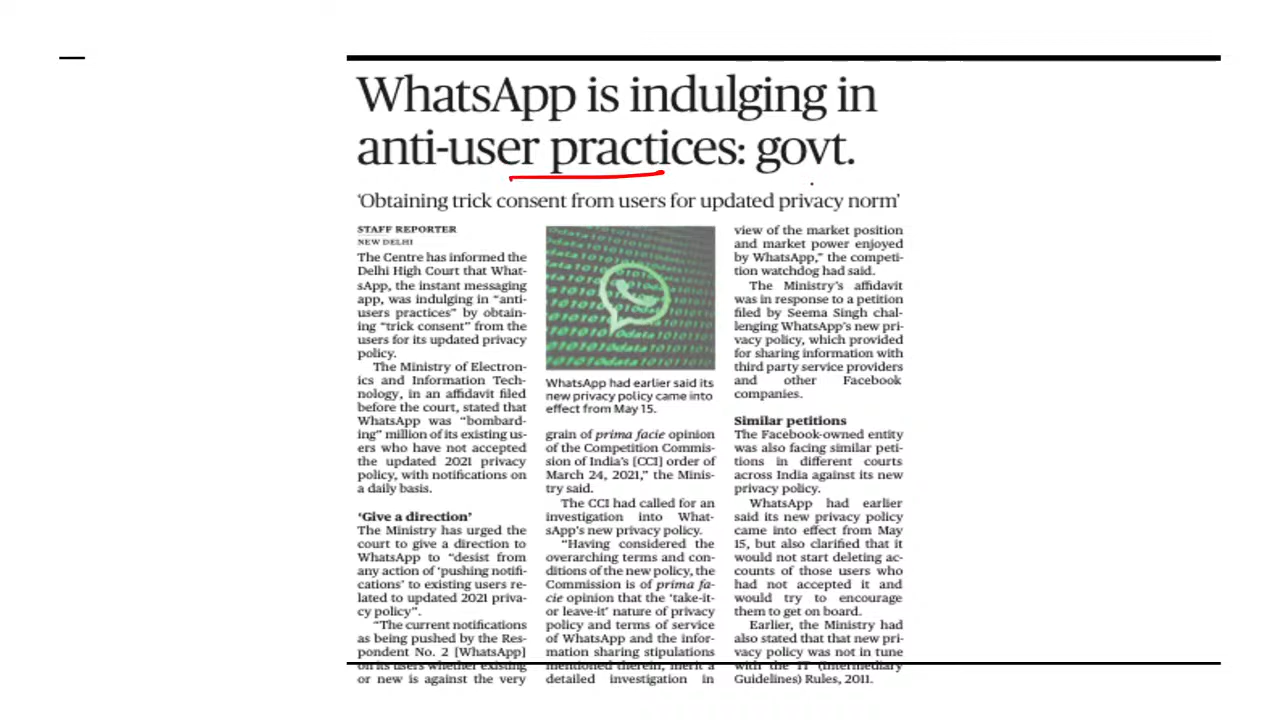 WhatsApp is indulging in
anti-user practices: govt.
‘Obtaining trick consent from users for updated privacy norm’
STAFF REPORTER
NEW DELHI
The Centre has informed the
Delhi High Court that What-
sApp, the instant messaging
app, was indulging in “anti-
users practices” by obtain-
ing “trick consent” from the
users for its updated privacy
policy.
The Ministry of Electron-
ics and Information Tech-
nology, in an affidavit filed
before the court, stated that
WhatsApp was “bombard-
ing” million of its existing us-
ers who have not accepted
the updated 2021 privacy
policy, with notifications on
a daily basis.
‘Give a direction’
The Ministry has urged the
court to give a direction to
WhatsApp to “desist from
any action of ‘pushing notifi-
cations’ to existing users re-
lated to updated 2021 priva-
cy policy”.
“The current notifications
as being pushed by the Res-
pondent No. 2 [WhatsApp]
on its users whether existing
or new is against the very
WhatsApp had earlier said its
new privacy policy came into
effect from May 15.
grain of prima facie opinion
of the Competition Commis-
sion of India’s [CCI] order of
March 24, 2021,” the Minis-
try said.
The CCI had called for an
investigation into What-
sApp’s new privacy policy.
“Having considered the
overarching terms and con-
ditions of the new policy, the
Commission is of prima fa-
cie opinion that the ‘take-it-
or leave-it’ nature of privacy
policy and terms of service
of WhatsApp and the infor-
mation sharing stipulations
mentioned therein, merit a
detailed investigation in
view of the market position
and market power enjoyed
by WhatsApp,” the competi-
tion watchdog had said.
The Ministry’s affidavit
was in response to a petition
filed by Seema Singh chal-
lenging WhatsApp’s new pri-
vacy policy, which provided
for sharing information with
third party service providers
and other Facebook
companies.
Similar petitions
The Facebook-owned entity
was also facing similar peti-
tions in different courts
across India against its new
privacy policy.
WhatsApp had earlier
said its new privacy policy
came into effect from May
15, but also clarified that it
would not start deleting ac-
counts of those users who
had not accepted it and
would try to encourage
them to get on board.
Earlier, the Ministry had
also stated that that new pri-
vacy policy was not in tune
with the IT (Intermediary
Guidelines) Rules, 2011.